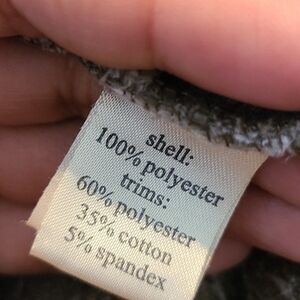 shell:
100% polyester
trims:
60% polyester
35% cotton
5% spandex